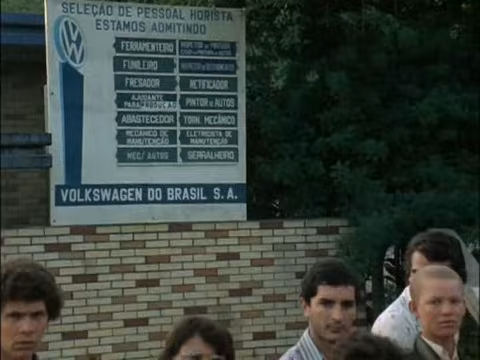 SELEÇÃO DE PESSOAL HORISTA
ESTAMOS ADMITINDO
FERRAMENTEIRO
FUNILEIRO
FRESADOR RETIFICADOR
AJUDANTE PARA PRODUÇÃO PINTOR DE AUTOS
ABASTECEDOR TORN. MECÂNICO
MECÂNICO DE MANUTENÇÃO ELETRICISTA DE MANUTENÇÃO
MEC/ AUTOS SERRALHEIRO
VOLKSWAGEN DO BRASIL S.A.